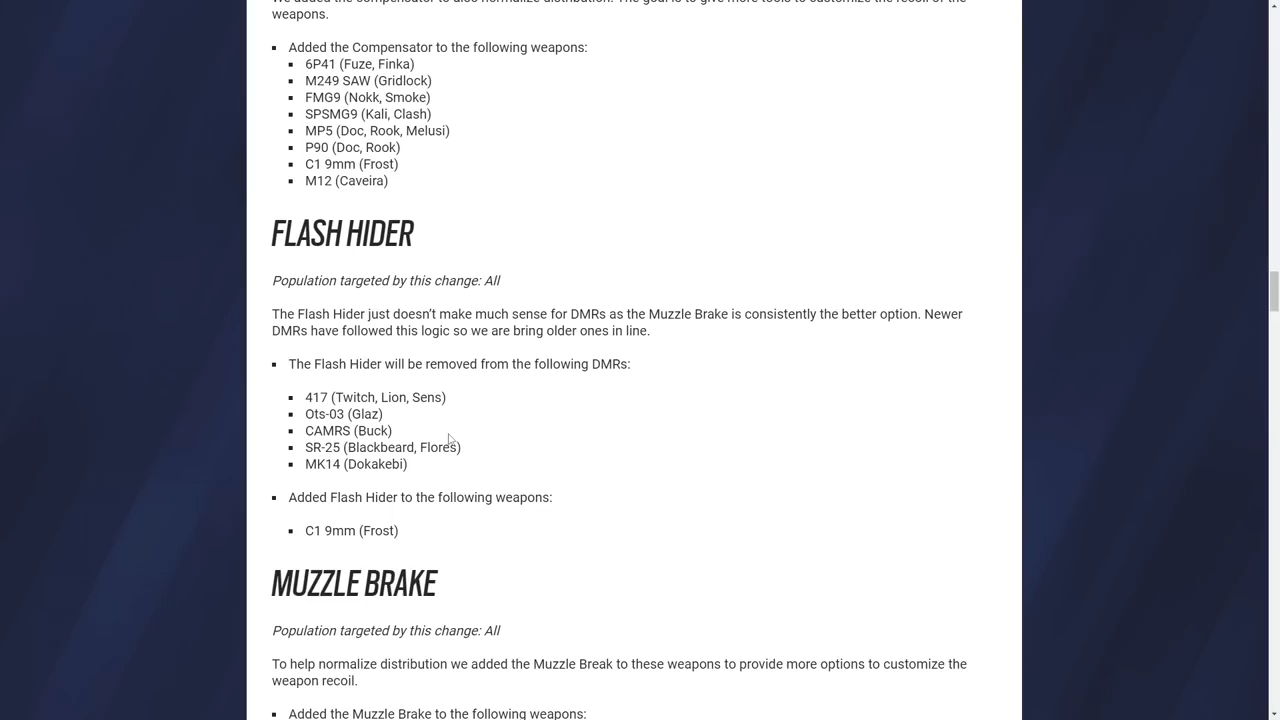 weapons.
Added the Compensator to the following weapons:
6P41 (Fuze, Finka)
M249 SAW (Gridlock)
FMG9 (Nokk, Smoke)
SPSMG9 (Kali, Clash)
MP5 (Doc, Rook, Melusi)
P90 (Doc, Rook)
C1 9mm (Frost)
M12 (Caveira)
FLASH HIDER
Population targeted by this change: All
The Flash Hider just doesn't make much sense for DMRs as the Muzzle Brake is consistently the better option. Newer
DMRs have followed this logic so we are bring older ones in line.
The Flash Hider will be removed from the following DMRs:
417 (Twitch, Lion, Sens)
Ots-03 (Glaz)
CAMRS (Buck)
SR-25 (Blackbeard, Flores)
MK14 (Dokakebi)
Added Flash Hider to the following weapons:
C1 9mm (Frost)
MUZZLE BRAKE
Population targeted by this change: All
To help normalize distribution we added the Muzzle Break to these weapons to provide more options to customize the
weapon recoil.
Added the Muzzle Brake to the following weapons: